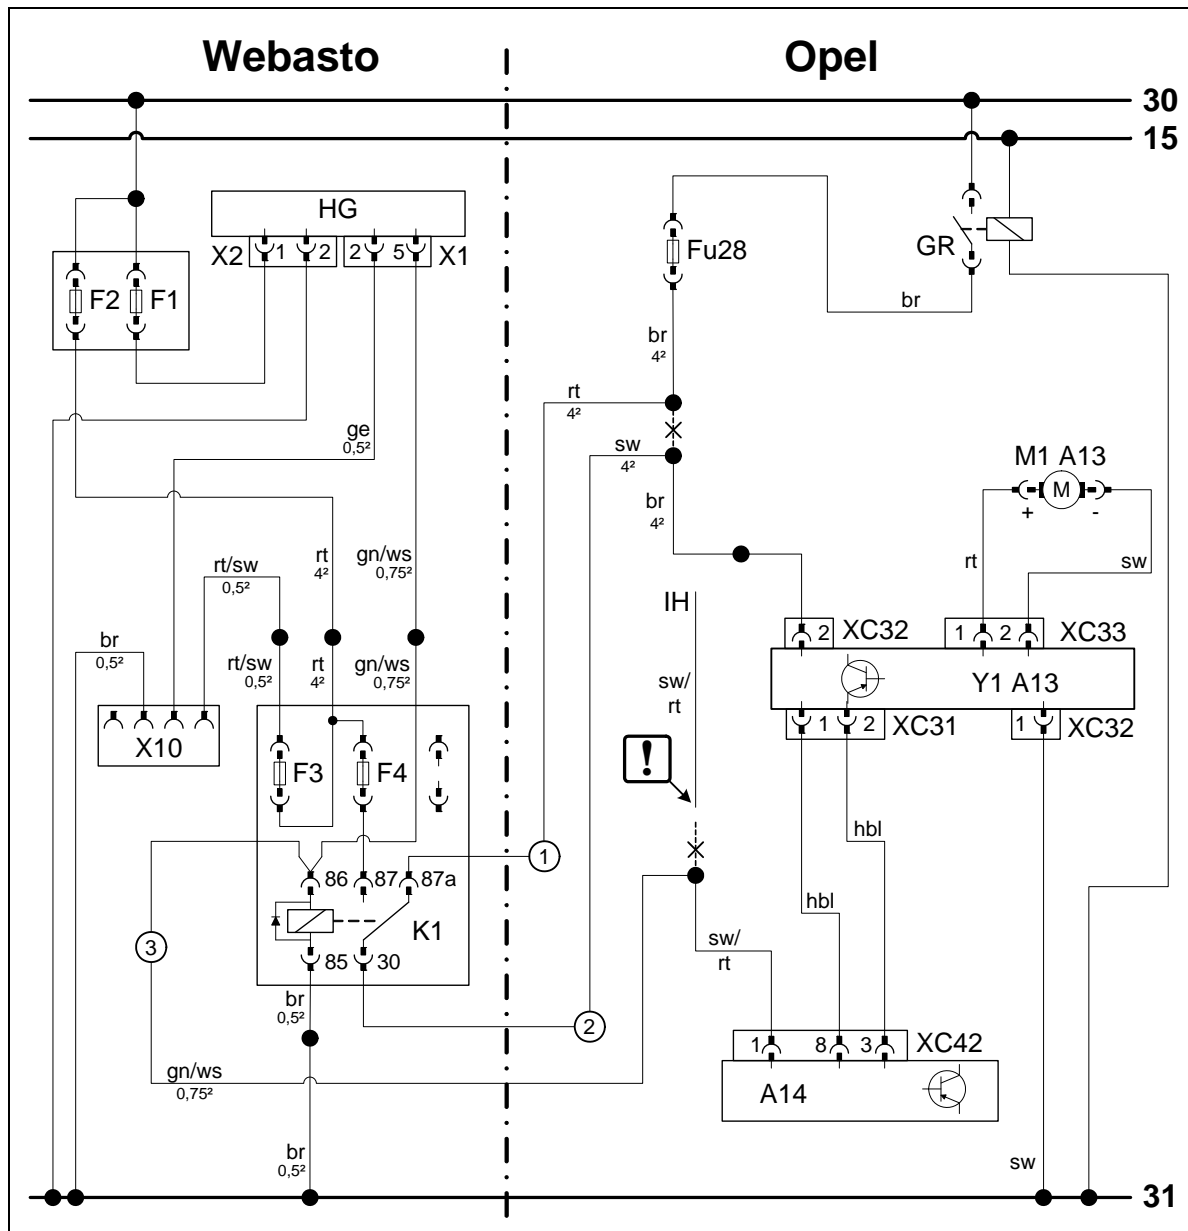 Webasto Opel
30
15
HG
X2 1 2 2 5 X1
F2 F1
Fu28
GR
br
br
4²
rt
4²
ge
0,5²
sw
4²
M1 A13
M
+ -
br
4²
rt/sw
0,5²
rt
4²
gn/ws
0,75²
rt
sw
IH
2 XC32 1 2 XC33
br
0,5²
rt/sw
0,5²
rt
4²
gn/ws
0,75²
sw/
rt
Y1 A13
1 2 XC31 1 XC32
X10
!
F3 F4
hbl
1
86 87 87a
hbl
K1
3
sw/
rt
85 30
br
0,5²
2
1 8 3 XC42
gn/ws
0,75²
A14
br
0,5²
sw
31